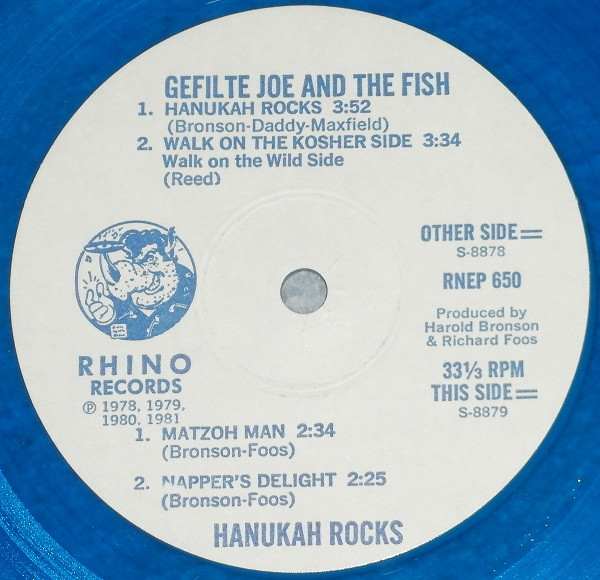 GEFILTE JOE AND THE FISH
1. HANUKAH ROCKS 3:52
(Bronson-Daddy-Maxfield)
2. WALK ON THE KOSHER SIDE 3:34
Walk on the Wild Side
(Reed)
OTHER SIDE=
S-8878
RNEP 650
Produced by
Harold Bronson
& Richard Foos
33⅓ RPM
THIS SIDE=
S-8879
RHINO
RECORDS
℗ 1978, 1979,
1980, 1981
1. MATZOH MAN 2:34
(Bronson-Foos)
2. NAPPER'S DELIGHT 2:25
(Bronson-Foos)
HANUKAH ROCKS